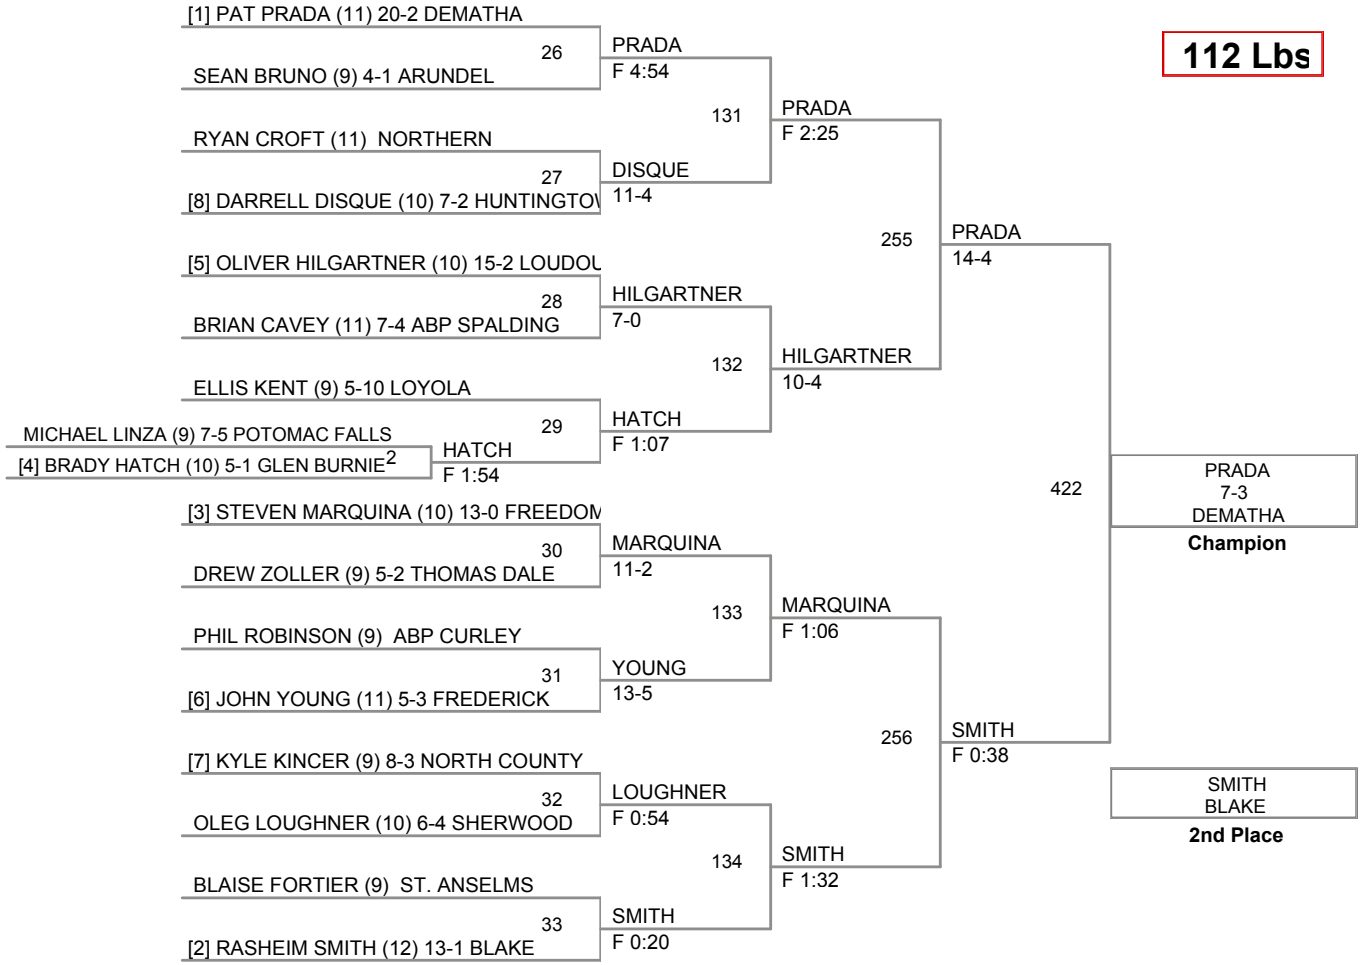 [1] PAT PRADA (11) 20-2 DEMATHA
26
SEAN BRUNO (9) 4-1 ARUNDEL
PRADA
F 4:54
112 Lbs
131
PRADA
F 2:25
RYAN CROFT (11) NORTHERN
27
[8] DARRELL DISQUE (10) 7-2 HUNTINGTO
DISQUE
11-4
255
PRADA
14-4
[5] OLIVER HILGARTNER (10) 15-2 LOUDOU
28
BRIAN CAVEY (11) 7-4 ABP SPALDING
HILGARTNER
7-0
132
HILGARTNER
10-4
ELLIS KENT (9) 5-10 LOYOLA
29
MICHAEL LINZA (9) 7-5 POTOMAC FALLS
[4] BRADY HATCH (10) 5-1 GLEN BURNIE 2
HATCH
F 1:54
HATCH
F 1:07
422
PRADA
7-3
DEMATHA
Champion
[3] STEVEN MARQUINA (10) 13-0 FREEDOM
30
DREW ZOLLER (9) 5-2 THOMAS DALE
MARQUINA
11-2
133
MARQUINA
F 1:06
PHIL ROBINSON (9) ABP CURLEY
31
[6] JOHN YOUNG (11) 5-3 FREDERICK
YOUNG
13-5
256
SMITH
F 0:38
[7] KYLE KINCER (9) 8-3 NORTH COUNTY
32
OLEG LOUGHNER (10) 6-4 SHERWOOD
LOUGHNER
F 0:54
134
SMITH
F 1:32
SMITH
BLAKE
2nd Place
BLAISE FORTIER (9) ST. ANSELMS
33
[2] RASHEIM SMITH (12) 13-1 BLAKE
SMITH
F 0:20